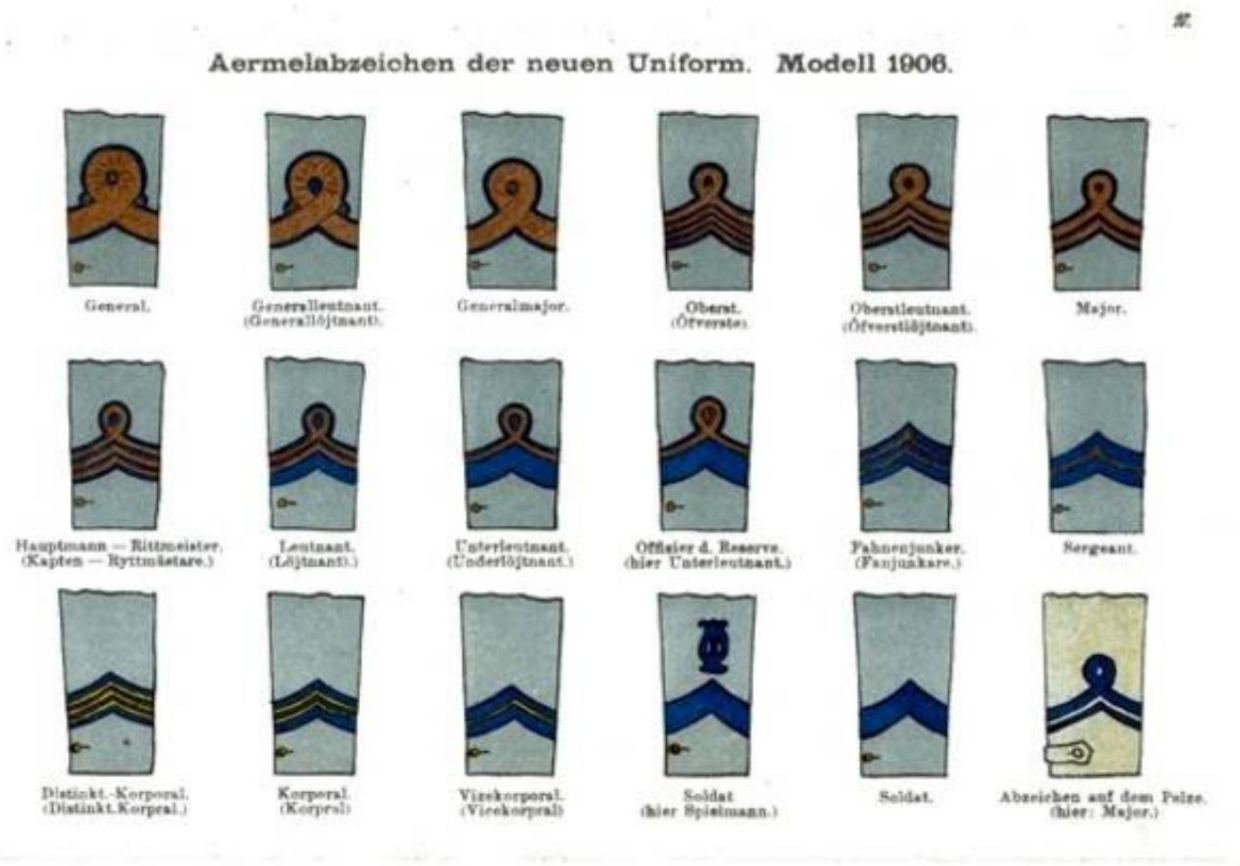 Aermelabzeichen der neuen Uniform. Modell 1906.
General.
Generalleutnant.
(Generallöjtnant).
Generalmajor.
Oberst.
(Öfverste).
Oberstleutnant.
(Öfverstlöjtnant).
Major.
Hauptmann — Rittmeister.
(Kapten — Ryttmästare.)
Leutnant.
(Löjtnant.)
Unterleutnant.
(Underlöjtnant.)
Offizier d. Reserve.
(hier Unterleutnant.)
Fahnenjunker.
(Fanjunkare.)
Sergeant.
Distinkt.-Korporal.
(Distinkt.Korpral.)
Korporal.
(Korpral)
Vizekorporal.
(Vicekorpral)
Soldat
(hier Spielmann.)
Soldat.
Abzeichen auf dem Pelze.
(hier: Major.)